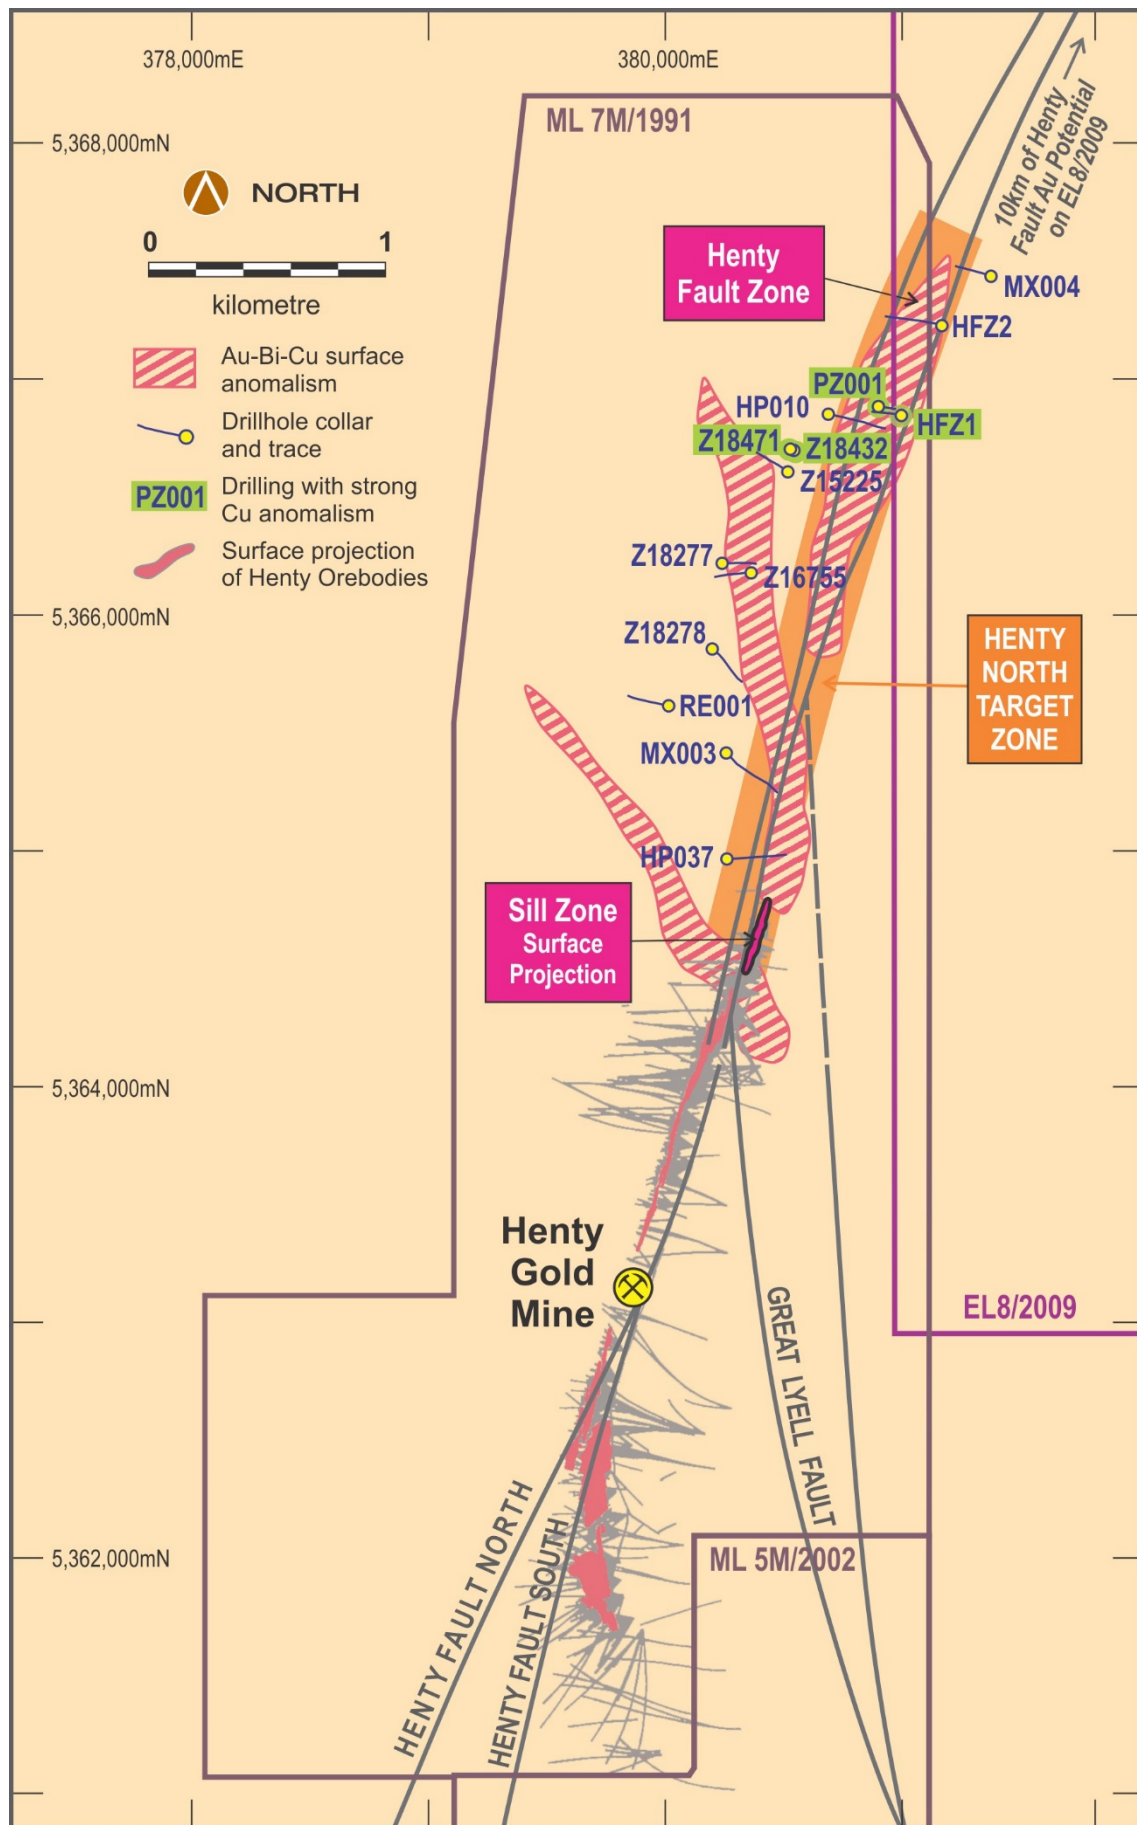 378,000mE
380,000mE
10km of Henty
Fault Au Potential
on EL8/2009
ML 7M/1991
5,368,000mN
NORTH
0
1
kilometre
Henty
Fault Zone
MX004
HFZ2
Au-Bi-Cu surface
anomalism
Drillhole collar
and trace
PZ001
Drilling with strong
Cu anomalism
Surface projection
of Henty Orebodies
PZ001
HP010
HFZ1
Z18471
Z18432
Z15225
Z18277
Z16755
5,366,000mN
Z18278
HENTY
NORTH
TARGET
ZONE
RE001
MX003
HP037
Sill Zone
Surface
Projection
5,364,000mN
Henty
Gold
Mine
EL8/2009
GREAT LYELL FAULT
5,362,000mN
HENTY FAULT NORTH
HENTY FAULT SOUTH
ML 5M/2002